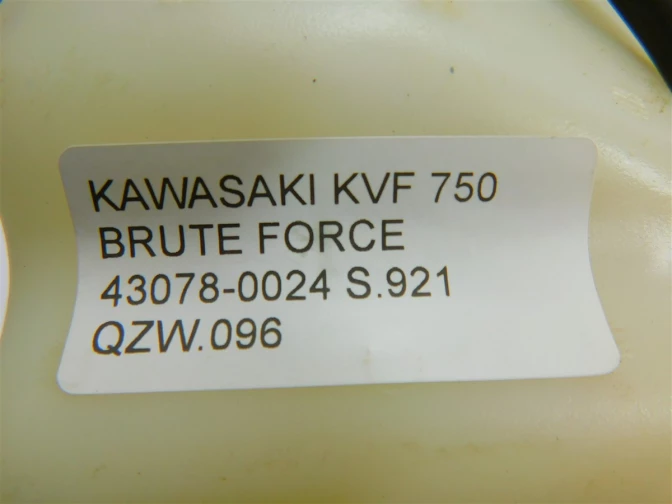 KAWASAKI KVF 750
BRUTE FORCE
43078-0024 S.921
QZW.096